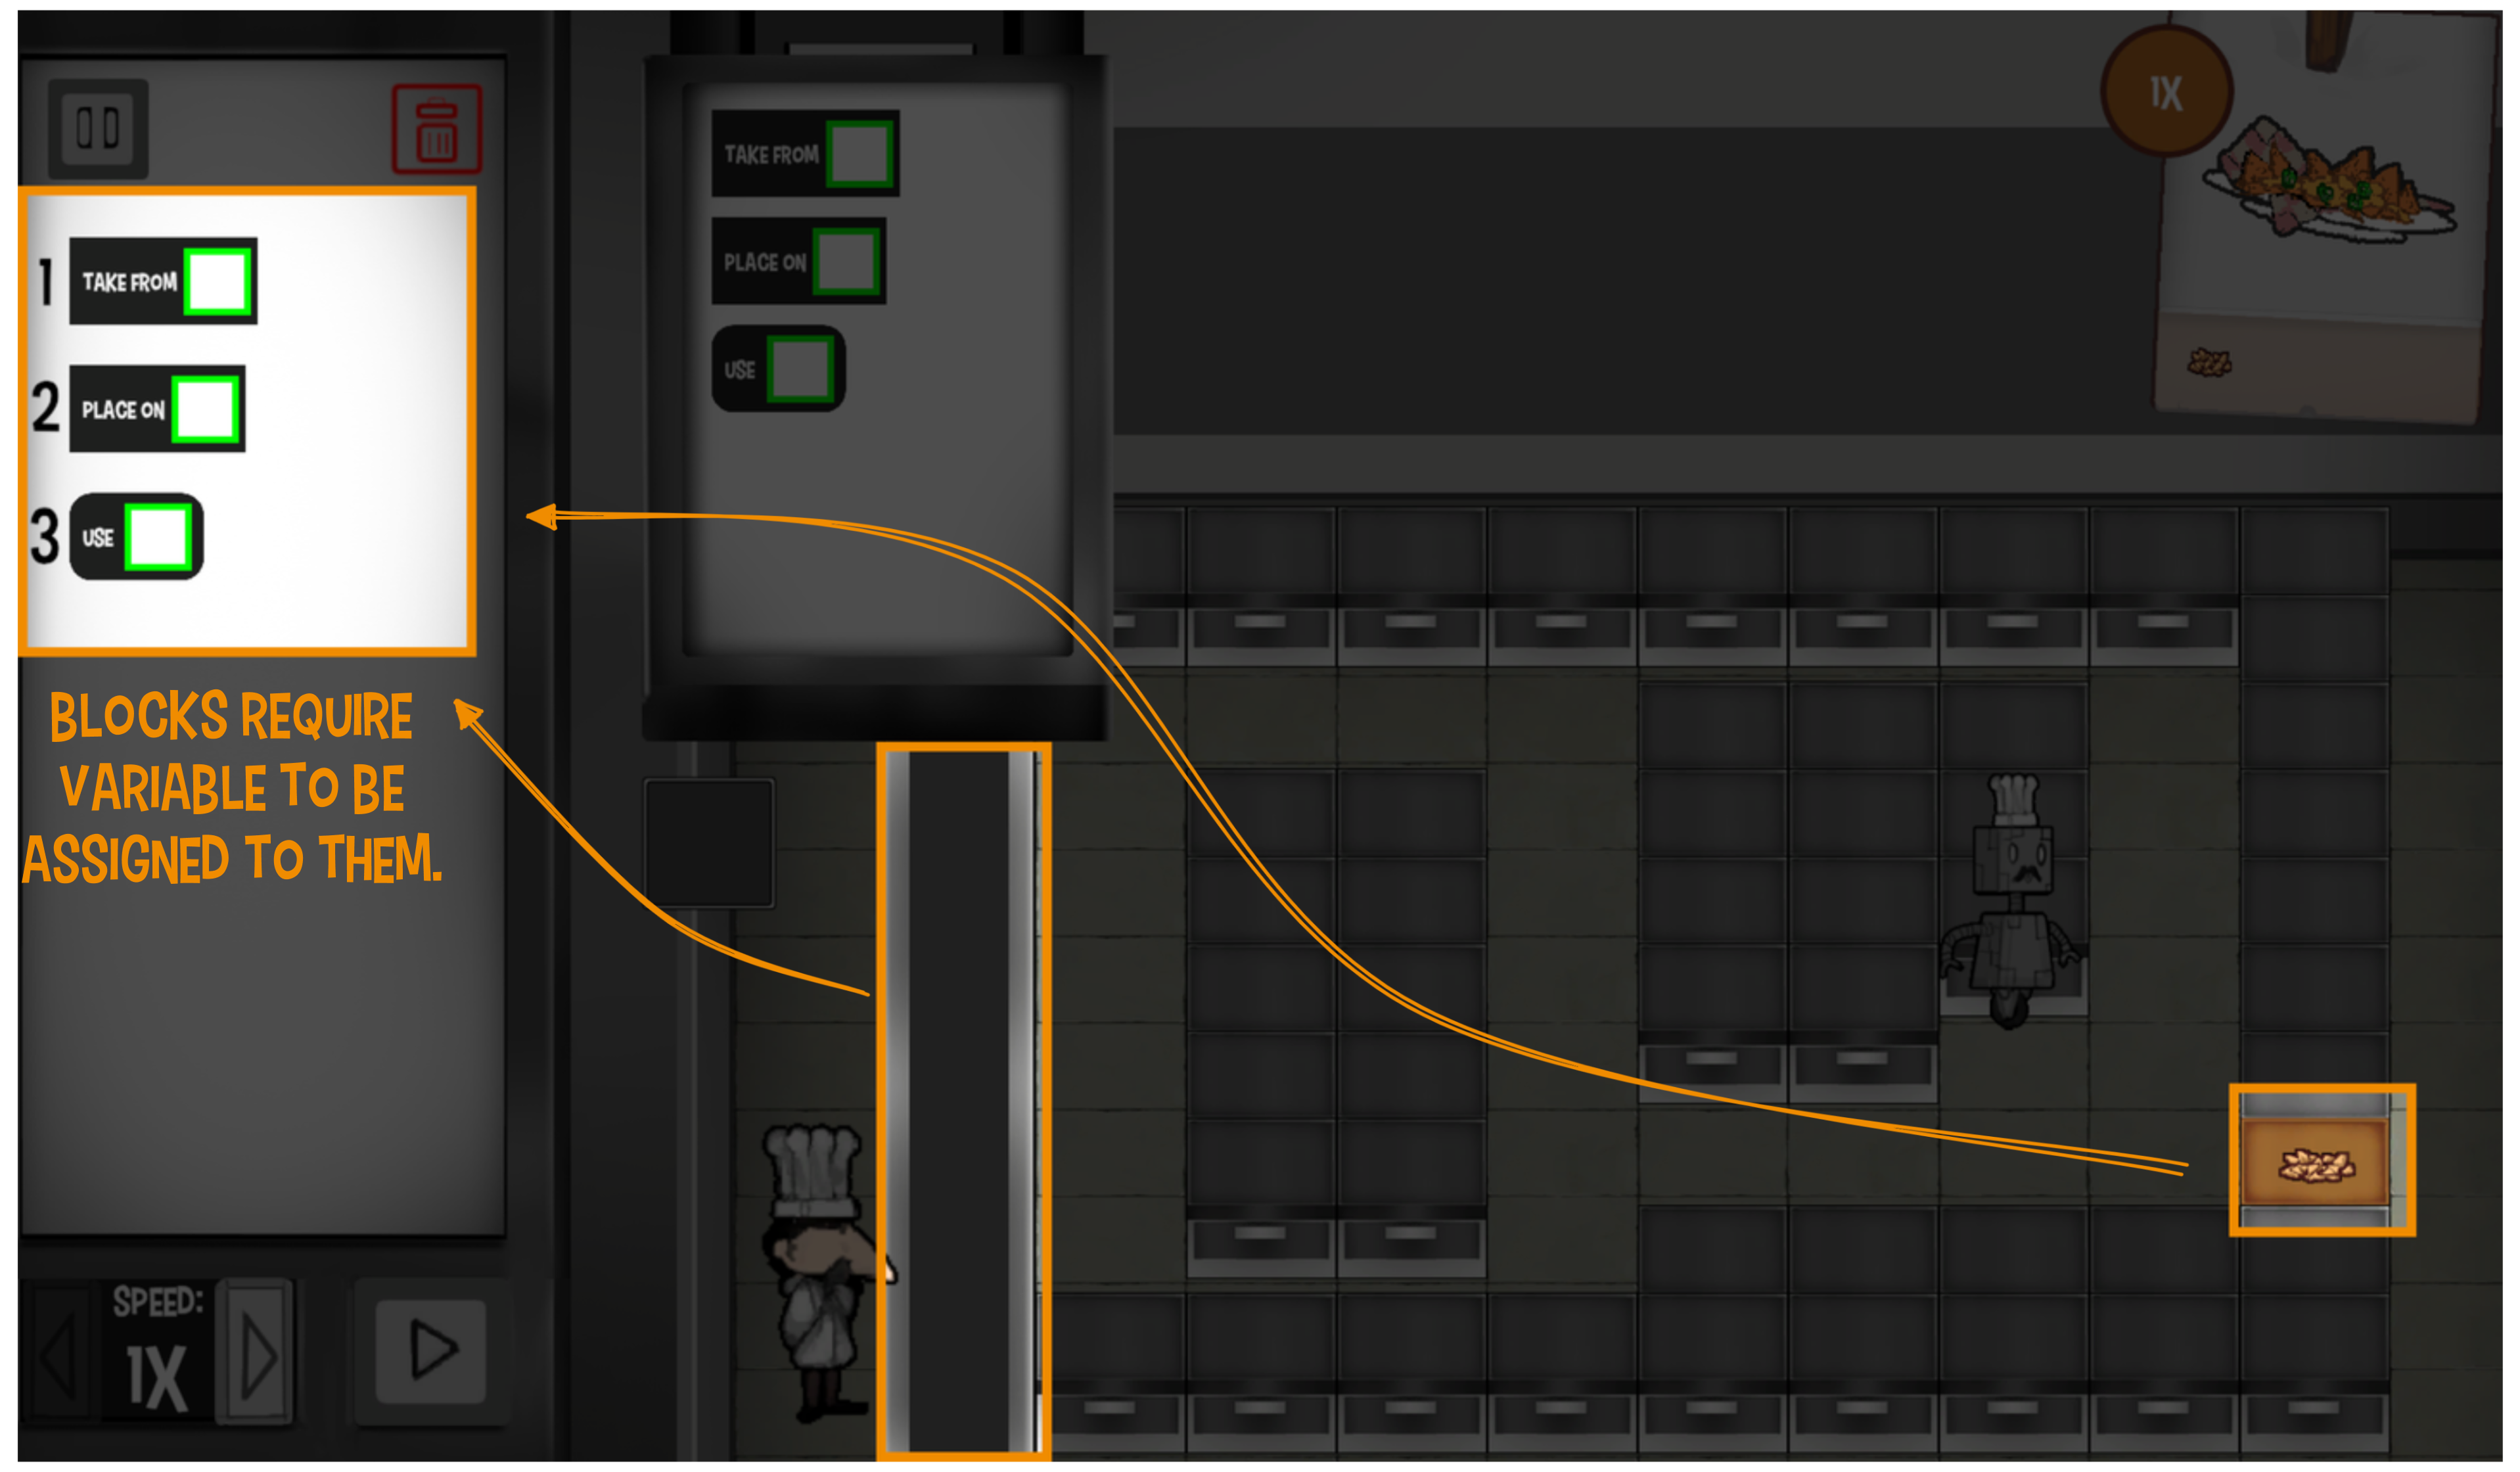 TAKE FROM
1X
1 TAKE FROM
PLACE ON
2 PLACE ON
USE
3 USE
BLOCKS REQUIRE
VARIABLE TO BE
ASSIGNED TO THEM.
SPEED:
1X